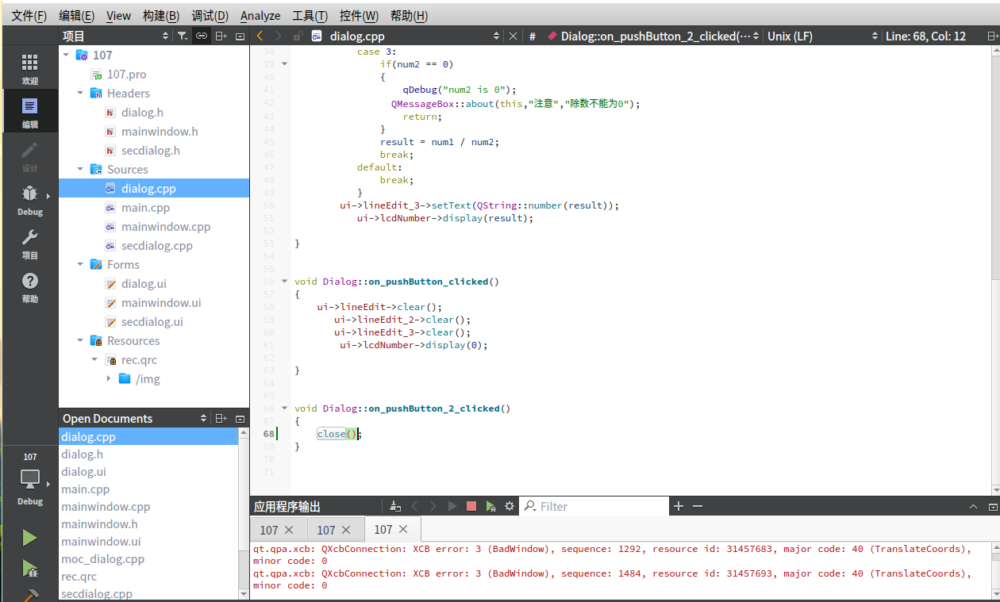 文件(F) 编辑(E) View 构建(B) 调试(D) Analyze 工具(T) 控件(W) 帮助(H)
项目
dialog.cpp
#
Dialog::on_pushButton_2_clicked(···
Unix (LF)
Line: 68, Col: 12
欢迎
编辑
设计
Debug
项目
帮助
107
Debug
107
107.pro
Headers
dialog.h
mainwindow.h
secdialog.h
Sources
dialog.cpp
main.cpp
mainwindow.cpp
secdialog.cpp
Forms
dialog.ui
mainwindow.ui
secdialog.ui
Resources
rec.qrc
/img
Open Documents
dialog.cpp
dialog.h
dialog.ui
main.cpp
mainwindow.cpp
mainwindow.h
mainwindow.ui
moc_dialog.cpp
rec.qrc
secdialog.cpp
38 case 3:
39 if(num2 == 0)
40 {
41 qDebug("num2 is 0");
42 QMessageBox::about(this,"注意","除数不能为0");
43 return;
44 }
45 result = num1 / num2;
46 break;
47 default:
48 break;
49 }
50 ui->lineEdit_3->setText(QString::number(result));
51 ui->lcdNumber->display(result);
52
53 }
54
55
56 void Dialog::on_pushButton_clicked()
57 {
58 ui->lineEdit->clear();
59 ui->lineEdit_2->clear();
60 ui->lineEdit_3->clear();
61 ui->lcdNumber->display(0);
62
63 }
64
65
66 void Dialog::on_pushButton_2_clicked()
67 {
68 close();
69 }
70
71
应用程序输出
Filter
107
107
107
qt.qpa.xcb: QXcbConnection: XCB error: 3 (BadWindow), sequence: 1292, resource id: 31457683, major code: 40 (TranslateCoords),
minor code: 0
qt.qpa.xcb: QXcbConnection: XCB error: 3 (BadWindow), sequence: 1484, resource id: 31457693, major code: 40 (TranslateCoords),
minor code: 0